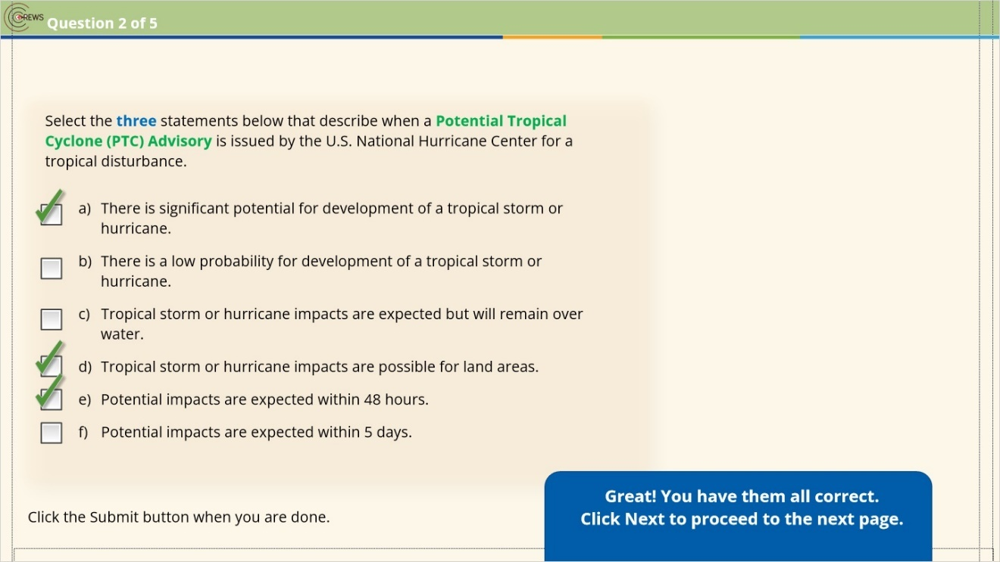 CREWS
Question 2 of 5
Select the three statements below that describe when a Potential Tropical
Cyclone (PTC) Advisory is issued by the U.S. National Hurricane Center for a
tropical disturbance.
a) There is significant potential for development of a tropical storm or
hurricane.
b) There is a low probability for development of a tropical storm or
hurricane.
c) Tropical storm or hurricane impacts are expected but will remain over
water.
d) Tropical storm or hurricane impacts are possible for land areas.
e) Potential impacts are expected within 48 hours.
f) Potential impacts are expected within 5 days.
Great! You have them all correct.
Click Next to proceed to the next page.
Click the Submit button when you are done.